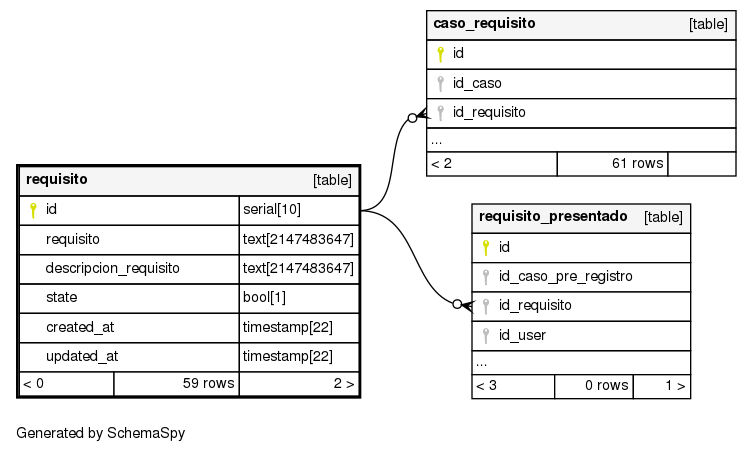 caso_requisito [table]
id
id_caso
id_requisito
...
< 2 61 rows
requisito [table]
id serial[10]
requisito text[2147483647]
descripcion_requisito text[2147483647]
state bool[1]
created_at timestamp[22]
updated_at timestamp[22]
< 0 59 rows 2 >
requisito_presentado [table]
id
id_caso_pre_registro
id_requisito
id_user
...
< 3 0 rows 1 >
Generated by SchemaSpy